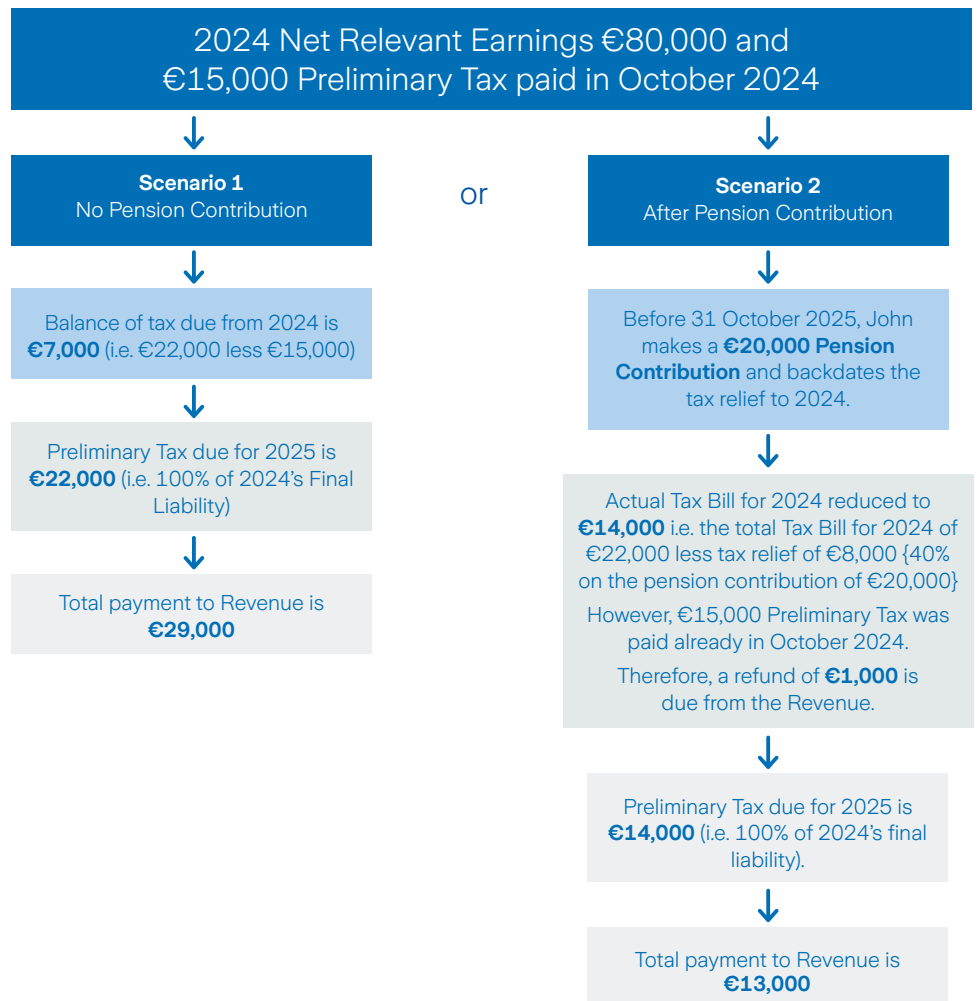 2024 Net Relevant Earnings €80,000 and
€15,000 Preliminary Tax paid in October 2024
Scenario 1
No Pension Contribution
Balance of tax due from 2024 is
€7,000 (i.e. €22,000 less €15,000)
Preliminary Tax due for 2025 is
€22,000 (i.e. 100% of 2024's Final
Liability)
Total payment to Revenue is
€29,000
or
Scenario 2
After Pension Contribution
Before 31 October 2025, John
makes a €20,000 Pension
Contribution and backdates the
tax relief to 2024.
Actual Tax Bill for 2024 reduced to
€14,000 i.e. the total Tax Bill for 2024 of
€22,000 less tax relief of €8,000 {40%
on the pension contribution of €20,000}
However, €15,000 Preliminary Tax was
paid already in October 2024.
Therefore, a refund of €1,000 is
due from the Revenue.
Preliminary Tax due for 2025 is
€14,000 (i.e. 100% of 2024's final
liability).
Total payment to Revenue is
€13,000